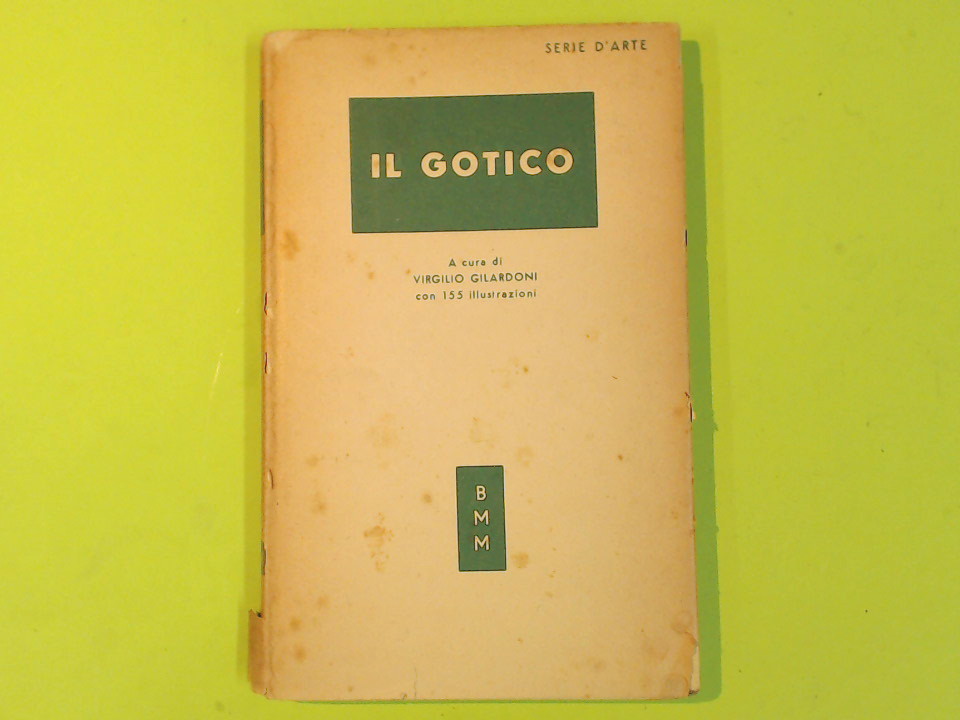 SERIE D'ARTE
IL GOTICO
A cura di
VIRGILIO GILARDONI
con 155 illustrazioni
B
M
M